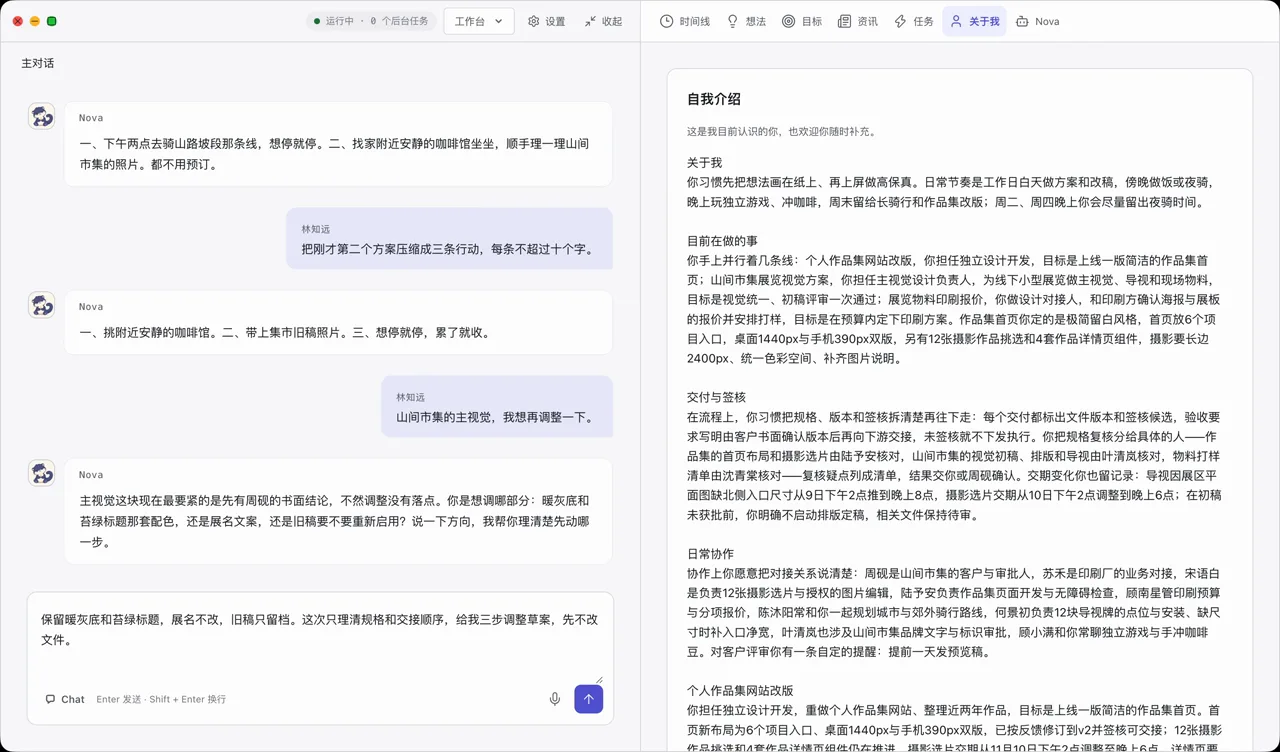 运行中 · 0 个后台任务
工作台
设置
收起
主对话
Nova
一、下午两点去骑山路坡段那条线，想停就停。二、找家附近安静的咖啡馆坐坐，顺手理一理山间
市集的照片。都不用预订。
林知远
把刚才第二个方案压缩成三条行动，每条不超过十个字。
Nova
一、挑附近安静的咖啡馆。二、带上集市旧稿照片。三、想停就停，累了就收。
林知远
山间市集的主视觉，我想再调整一下。
Nova
主视觉这块现在最要紧的是先有周砚的书面结论，不然调整没有落点。你是想调哪部分：暖灰底和
苔绿标题那套配色，还是展名文案，还是旧稿要不要重新启用？说一下方向，我帮你理清楚先动哪
一步。
保留暖灰底和苔绿标题，展名不改，旧稿只留档。这次只理清规格和交接顺序，给我三步调整草案，先不改
文件。
Chat
Enter 发送 · Shift + Enter 换行
时间线
想法
目标
资讯
任务
关于我
Nova
自我介绍
这是我目前认识的你，也欢迎你随时补充。
关于我
你习惯先把想法画在纸上、再上屏做高保真。日常节奏是工作日白天做方案和改稿，傍晚做饭或夜骑，
晚上玩独立游戏、冲咖啡，周末留给长骑行和作品集改版；周二、周四晚上你会尽量留出夜骑时间。
目前在做的事
你手上并行着几条线：个人作品集网站改版，你担任独立设计开发，目标是上线一版简洁的作品集首
页；山间市集展览视觉方案，你担任主视觉设计负责人，为线下小型展览做主视觉、导视和现场物料，
目标是视觉统一、初稿评审一次通过；展览物料印刷报价，你做设计对接人，和印刷方确认海报与展板
的报价并安排打样，目标是在预算内定下印刷方案。作品集首页你定的是极简留白风格，首页放6个项
目入口，桌面1440px与手机390px双版，另有12张摄影作品挑选和4套作品详情页组件，摄影要长边
2400px、统一色彩空间、补齐图片说明。
交付与签核
在流程上，你习惯把规格、版本和签核拆清楚再往下走：每个交付都标出文件版本和签核候选，验收要
求写明由客户书面确认版本后再向下游交接，未签核就不下发执行。你把规格复核分给具体的人——作
品集的首页布局和摄影选片由陆予安核对，山间市集的视觉初稿、排版和导视由叶清岚核对，物料打样
清单由沈青棠核对——复核疑点列成清单，结果交你或周砚确认。交期变化你也留记录：导视因展区平
面图缺北侧入口尺寸从9日下午2点推到晚上8点，摄影选片交期从10日下午2点调整到晚上6点；在初稿
未获批前，你明确不启动排版定稿，相关文件保持待审。
日常协作
协作上你愿意把对接关系说清楚：周砚是山间市集的客户与审批人，苏禾是印刷厂的业务对接，宋语白
是负责12张摄影选片与授权的图片编辑，陆予安负责作品集页面开发与无障碍检查，顾南星管印刷预算
与分项报价，陈沐阳常和你一起规划城市与郊外骑行路线，何景初负责12块导视牌的点位与安装、缺尺
寸时补入口净宽，叶清岚也涉及山间市集品牌文字与标识审批，顾小满和你常聊独立游戏与手冲咖啡
豆。对客户评审你有一条自定的提醒：提前一天发预览稿。
个人作品集网站改版
你担任独立设计开发，重做个人作品集网站、整理近两年作品，目标是上线一版简洁的作品集首页。首
页新布局为6个项目入口、桌面1440px与手机390px双版，已按反馈修订到v2并签核可交接；12张摄影
作品挑选和4套作品详情页组件仍在推进，摄影选片交期从11月10日下午2点调整至晚上6点，详情页要